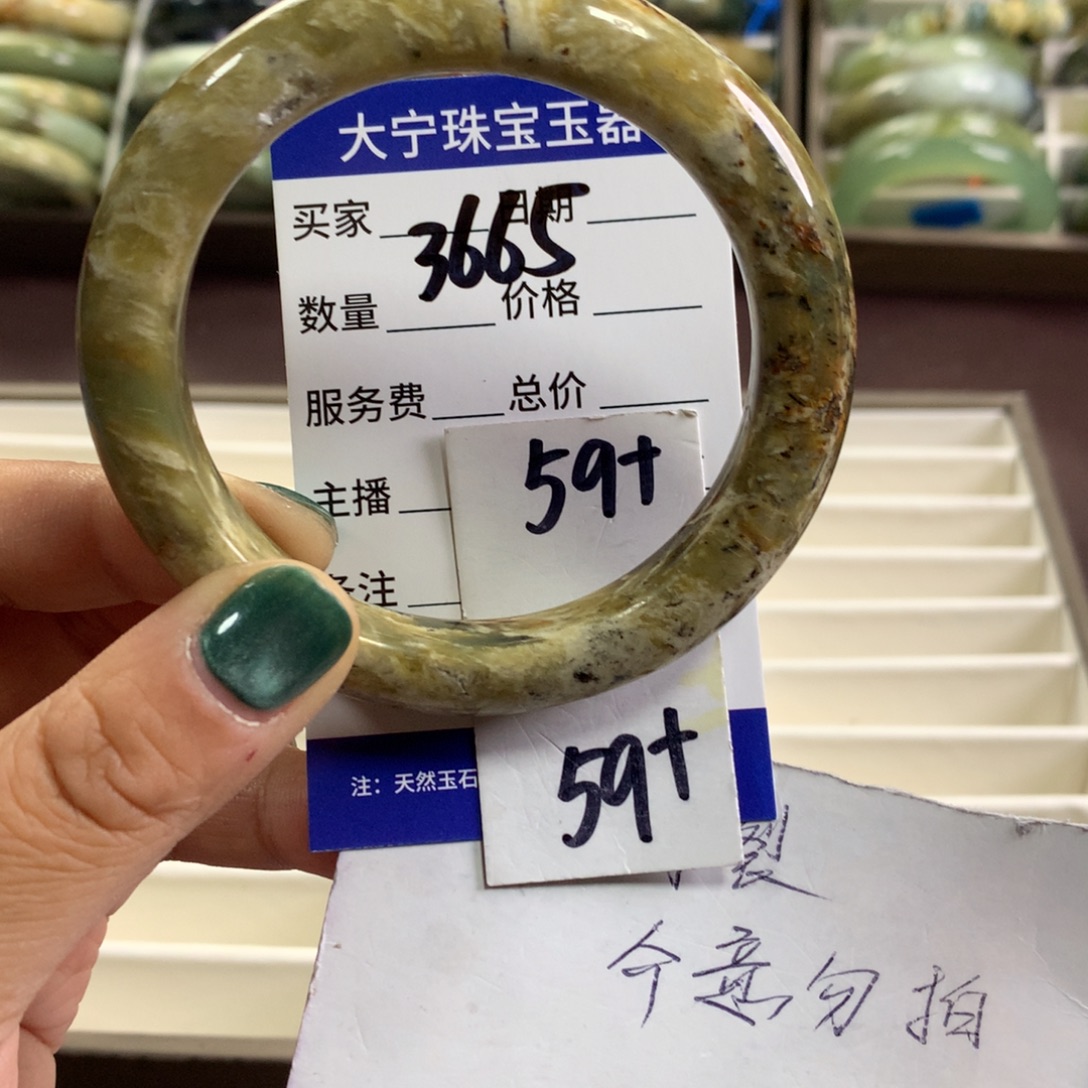 大宁珠宝玉器
买家 日期
3665
数量 价格
服务费 总价
主播
59+
备注
59+
注：天然玉石
裂
介意勿拍